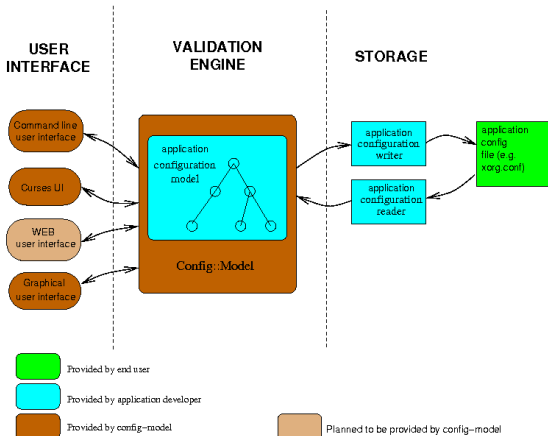 USER
INTERFACE
VALIDATION
ENGINE
STORAGE
Command line
user interface
Curses UI
WEB
user interface
Graphical
user interface
application
configuration
model
Config::Model
application
configuration
writer
application
configuration
reader
application
config
file (e.g.
xorg.conf)
Provided by end user
Provided by application developer
Provided by config-model
Planned to be provided by config-model